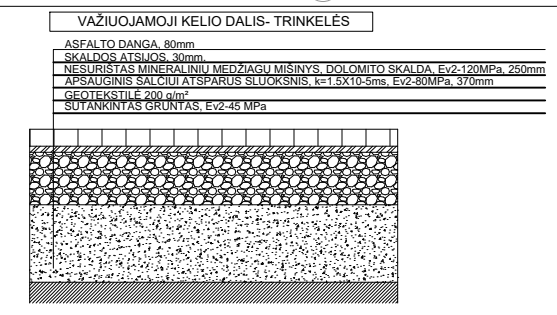 VAŽIUOJAMOJI KELIO DALIS- TRINKELĖS
ASFALTO DANGA, 80mm
SKALDOS ATSIJOS, 30mm.
NESURIŠTAS MINERALINIŲ MEDŽIAGŲ MIŠINYS, DOLOMITO SKALDA, Ev2-120MPa, 250mm
APSAUGINIS ŠALČIUI ATSPARUS SLUOKSNIS, k=1.5X10-5ms, Ev2-80MPa, 370mm
GEOTEKSTILĖ 200 g/m²
SUTANKINTAS GRUNTAS, Ev2-45 MPa